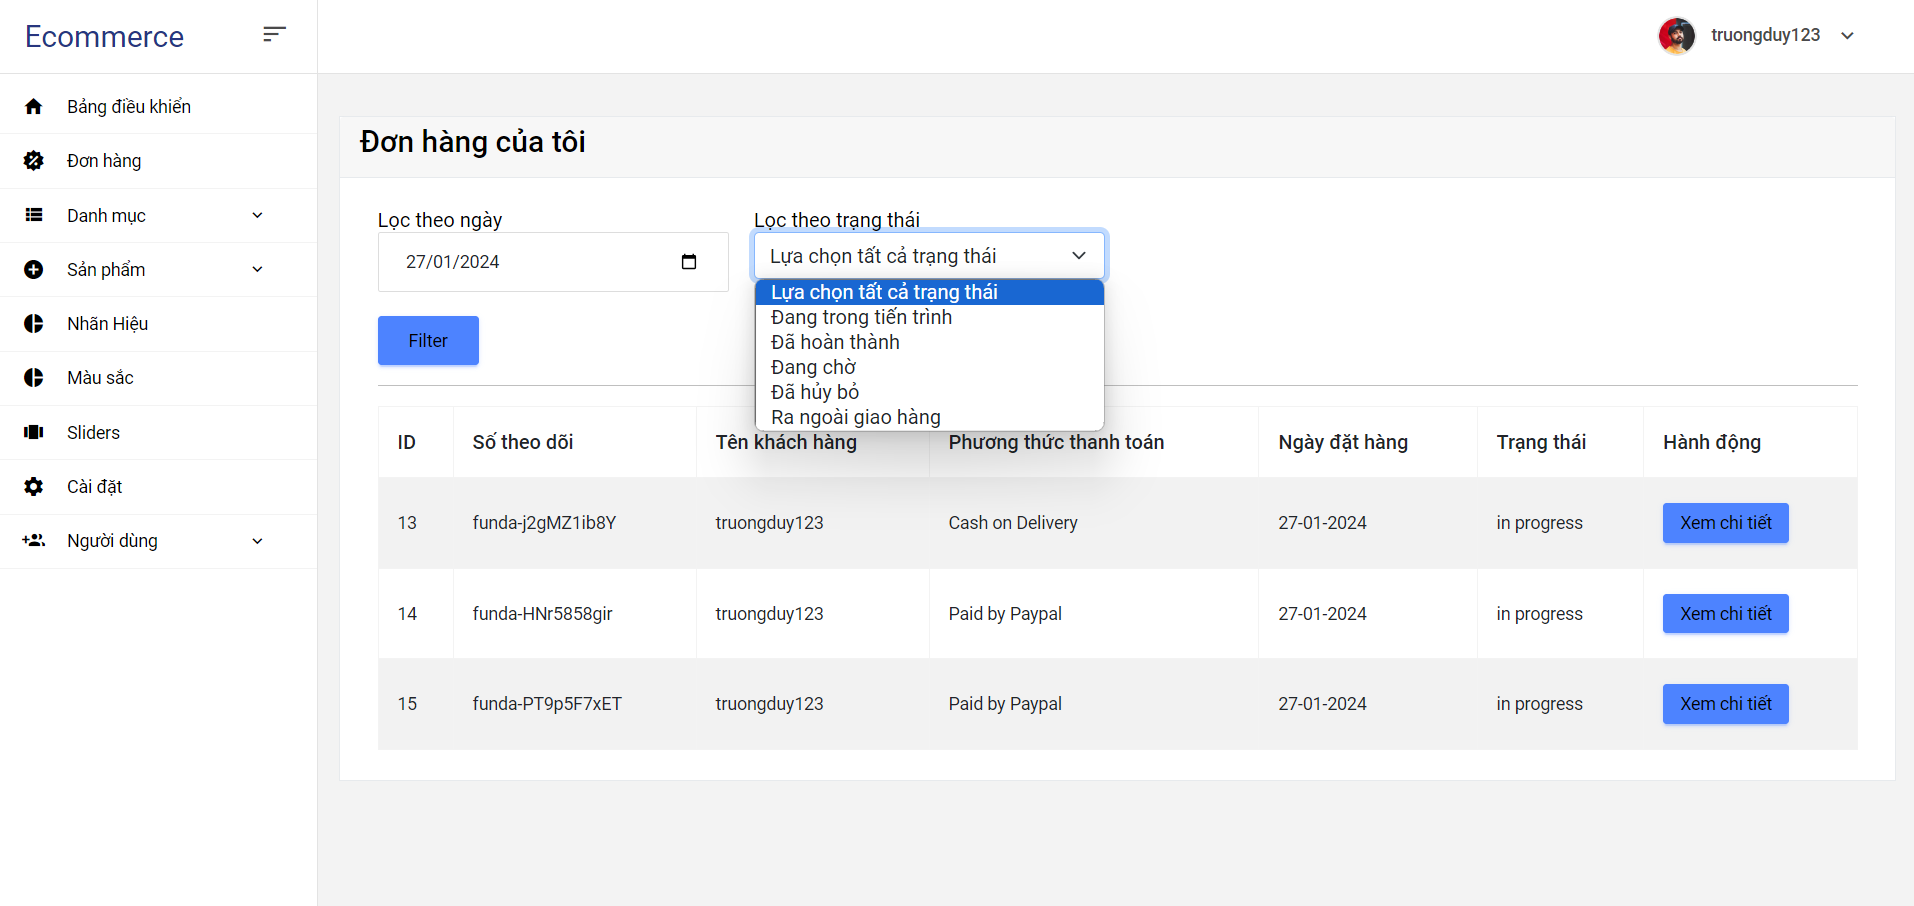 Ecommerce
truongduy123
Bảng điều khiển
Đơn hàng
Danh mục
Sản phẩm
Nhãn Hiệu
Màu sắc
Sliders
Cài đặt
Người dùng
Đơn hàng của tôi
Lọc theo ngày
27/01/2024
Lọc theo trạng thái
Lựa chọn tất cả trạng thái
Lựa chọn tất cả trạng thái
Đang trong tiến trình
Đã hoàn thành
Đang chờ
Đã hủy bỏ
Ra ngoài giao hàng
Filter
ID Số theo dõi Tên khách hàng Phương thức thanh toán Ngày đặt hàng Trạng thái Hành động
13 funda-j2gMZ1ib8Y truongduy123 Cash on Delivery 27-01-2024 in progress Xem chi tiết
14 funda-HNr5858gir truongduy123 Paid by Paypal 27-01-2024 in progress Xem chi tiết
15 funda-PT9p5F7xET truongduy123 Paid by Paypal 27-01-2024 in progress Xem chi tiết